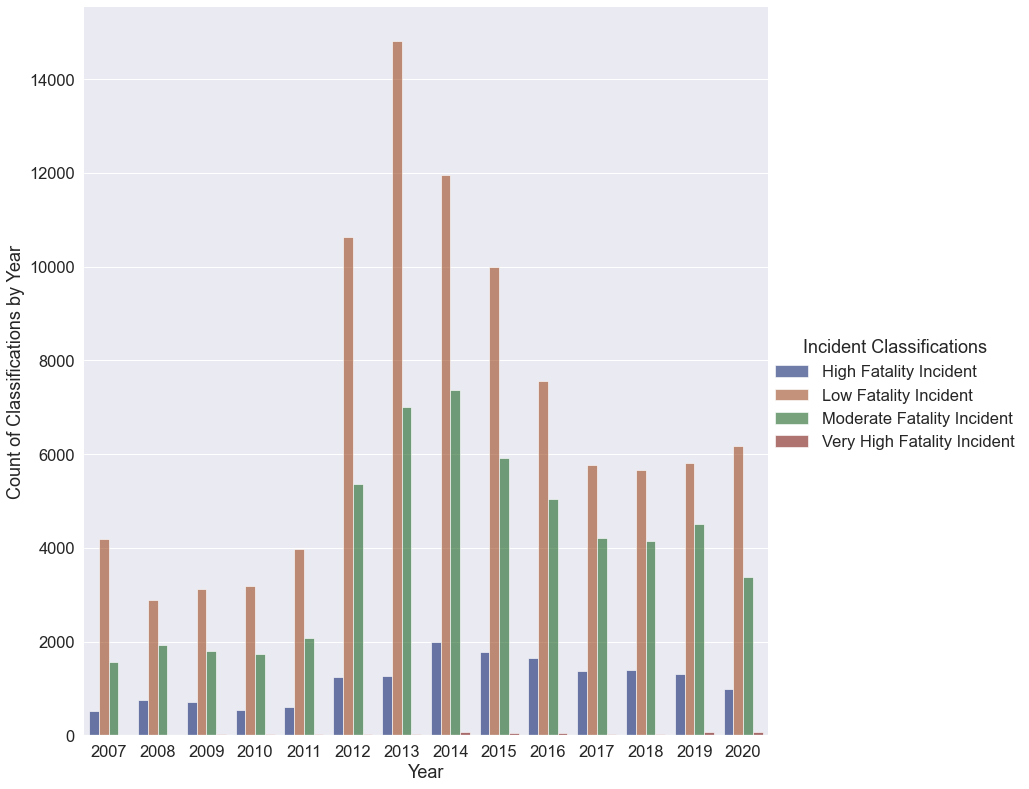 14000
12000
10000
8000
6000
4000
2000
0
Count of Classifications by Year
2007 2008 2009 2010 2011 2012 2013 2014 2015 2016 2017 2018 2019 2020
Year
Incident Classifications
High Fatality Incident
Low Fatality Incident
Moderate Fatality Incident
Very High Fatality Incident